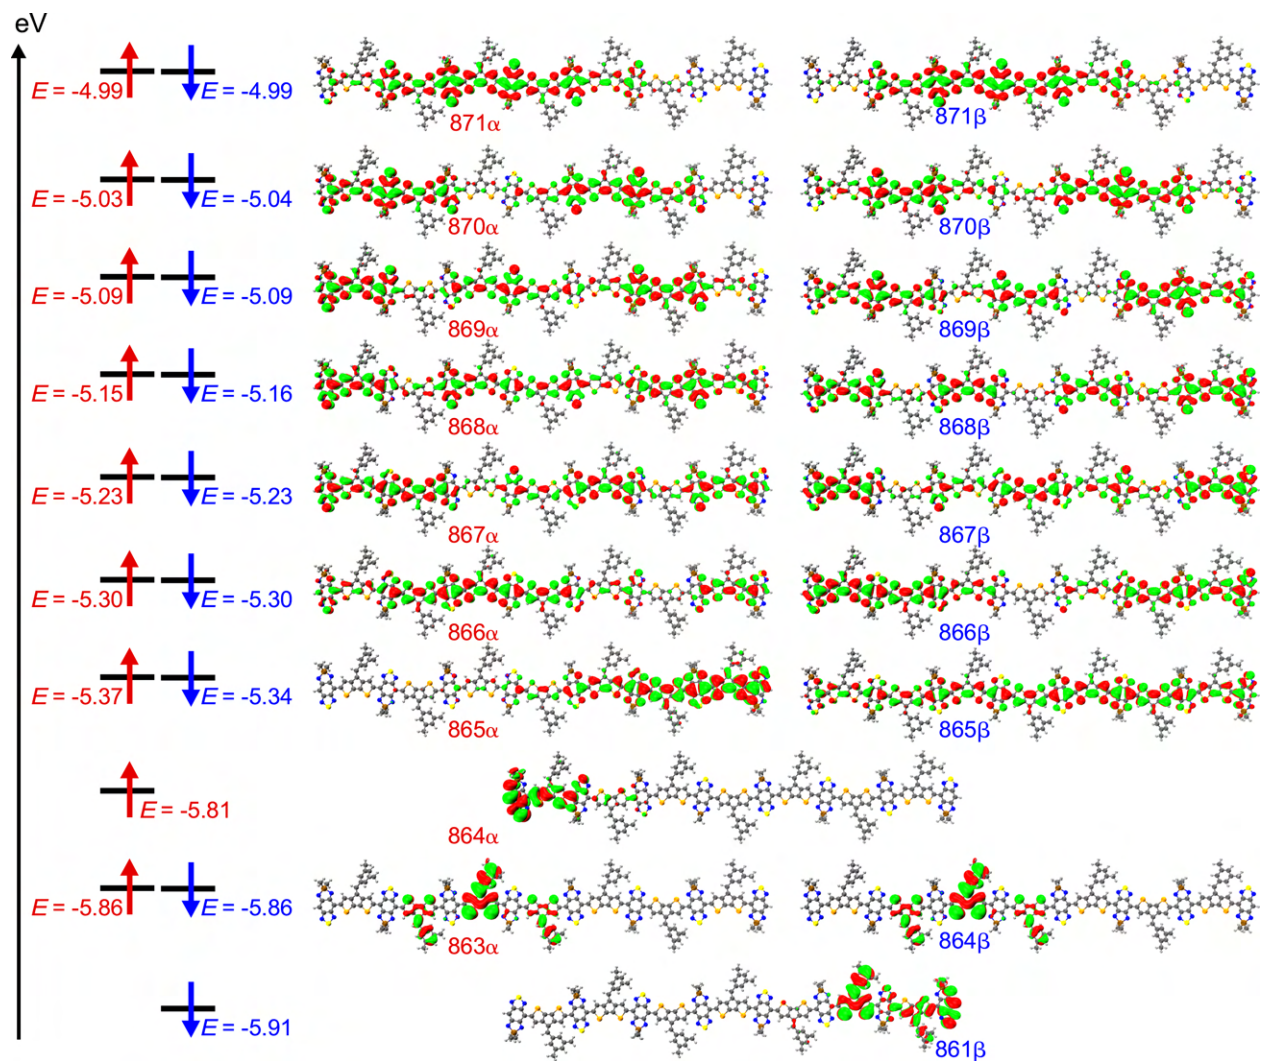 eV
E = -4.99 E = -4.99
871α 871β
E = -5.03 E = -5.04
870α 870β
E = -5.09 E = -5.09
869α 869β
E = -5.15 E = -5.16
868α 868β
E = -5.23 E = -5.23
867α 867β
E = -5.30 E = -5.30
866α 866β
E = -5.37 E = -5.34
865α 865β
E = -5.81
864α
E = -5.86 E = -5.86
863α 864β
E = -5.91
861β